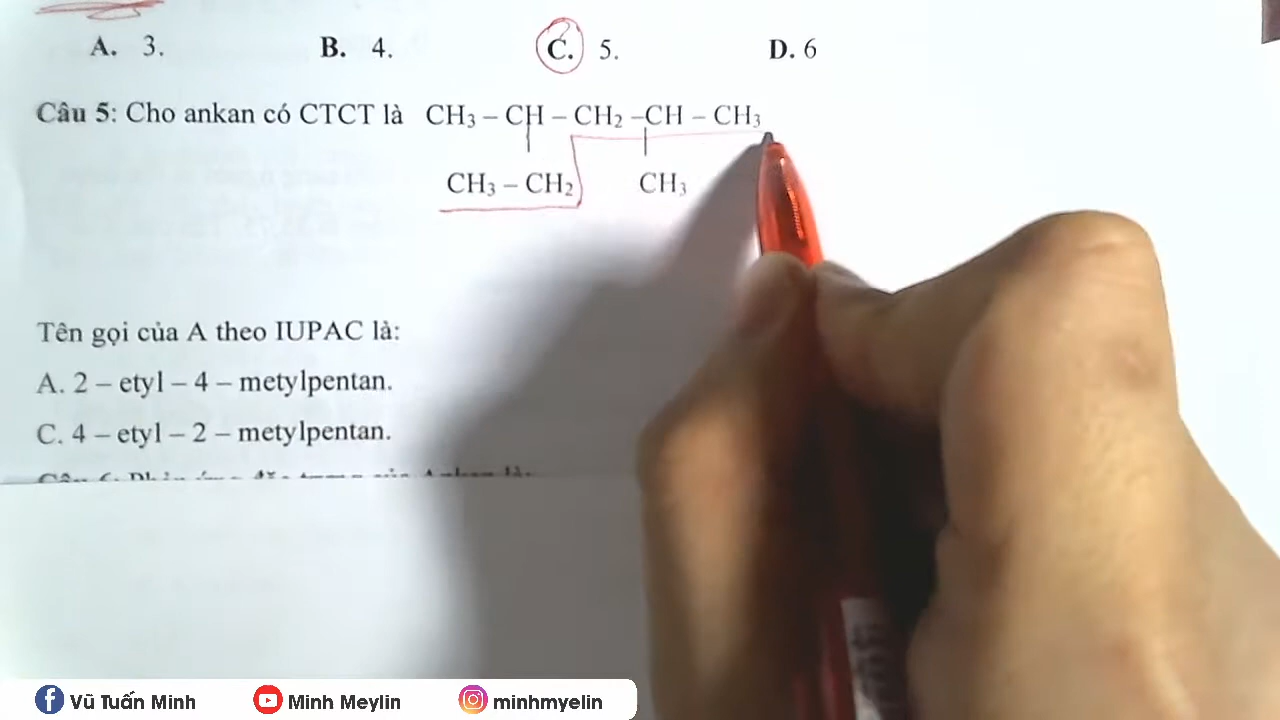 A. 3. B. 4. C. 5. D. 6
Câu 5: Cho ankan có CTCT là CH3 – CH – CH2 –CH – CH3
CH3 – CH2 CH3
Tên gọi của A theo IUPAC là:
A. 2 – etyl – 4 – metylpentan.
C. 4 – etyl – 2 – metylpentan.
Vũ Tuấn Minh Minh Meylin minhmyelin